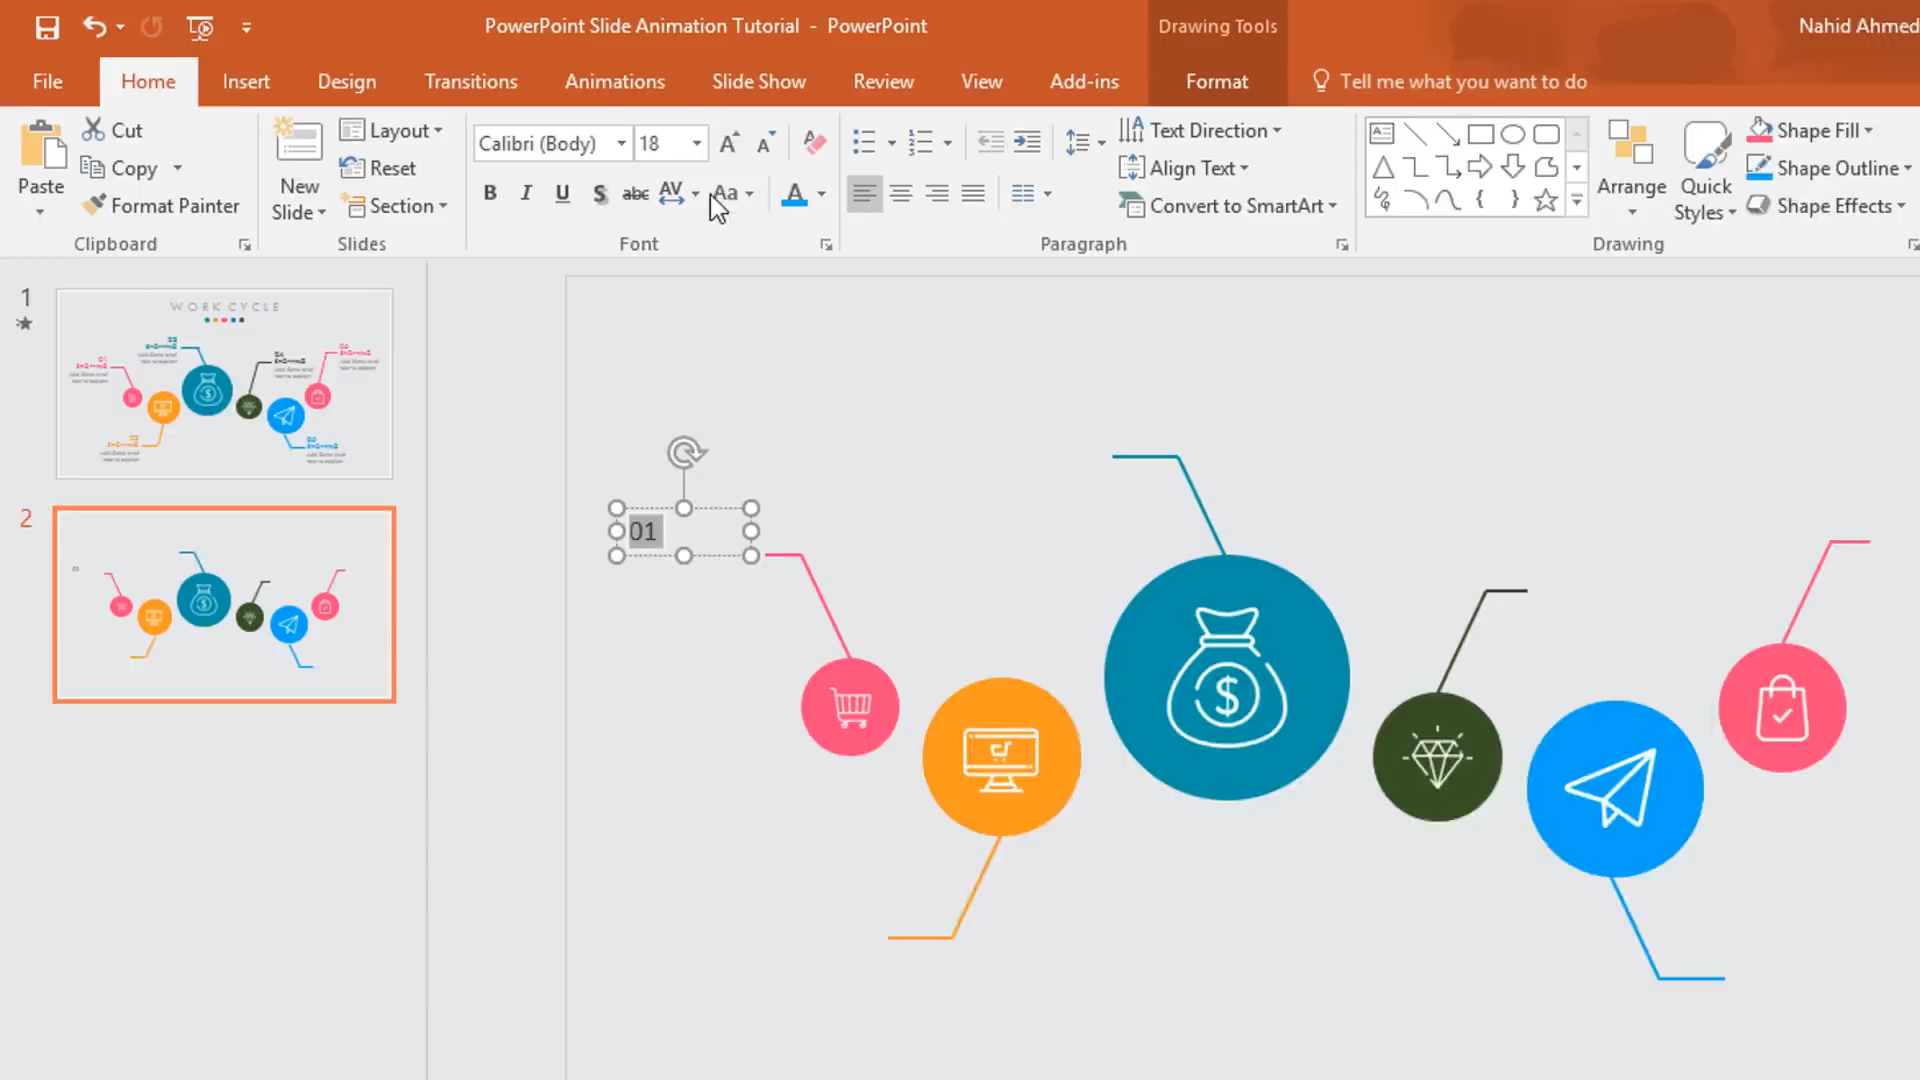 PowerPoint Slide Animation Tutorial - PowerPoint
Drawing Tools
Nahid Ahmed
File
Home
Insert
Design
Transitions
Animations
Slide Show
Review
View
Add-ins
Format
Tell me what you want to do
Paste
Cut
Copy
Format Painter
Clipboard
New
Slide
Layout
Reset
Section
Slides
Calibri (Body)
18
B I U S abc AV Aa A
Font
Text Direction
Align Text
Convert to SmartArt
Paragraph
Arrange
Quick
Styles
Shape Fill
Shape Outline
Shape Effects
Drawing
1
WORK CYCLE
2
01